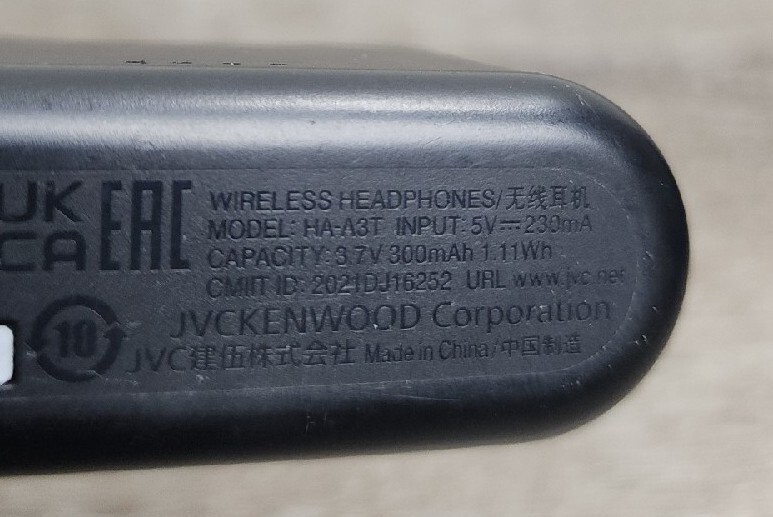 UK
CA
EAC
WIRELESS HEADPHONES/无线耳机
MODEL: HA-A3T INPUT: 5V⎓230mA
CAPACITY: 3.7V 300mAh 1.11Wh
CMIIT ID: 2021DJ16252 URL www.jvc.net
10
JVCKENWOOD Corporation
JVC建伍株式会社 Made in China/中国制造